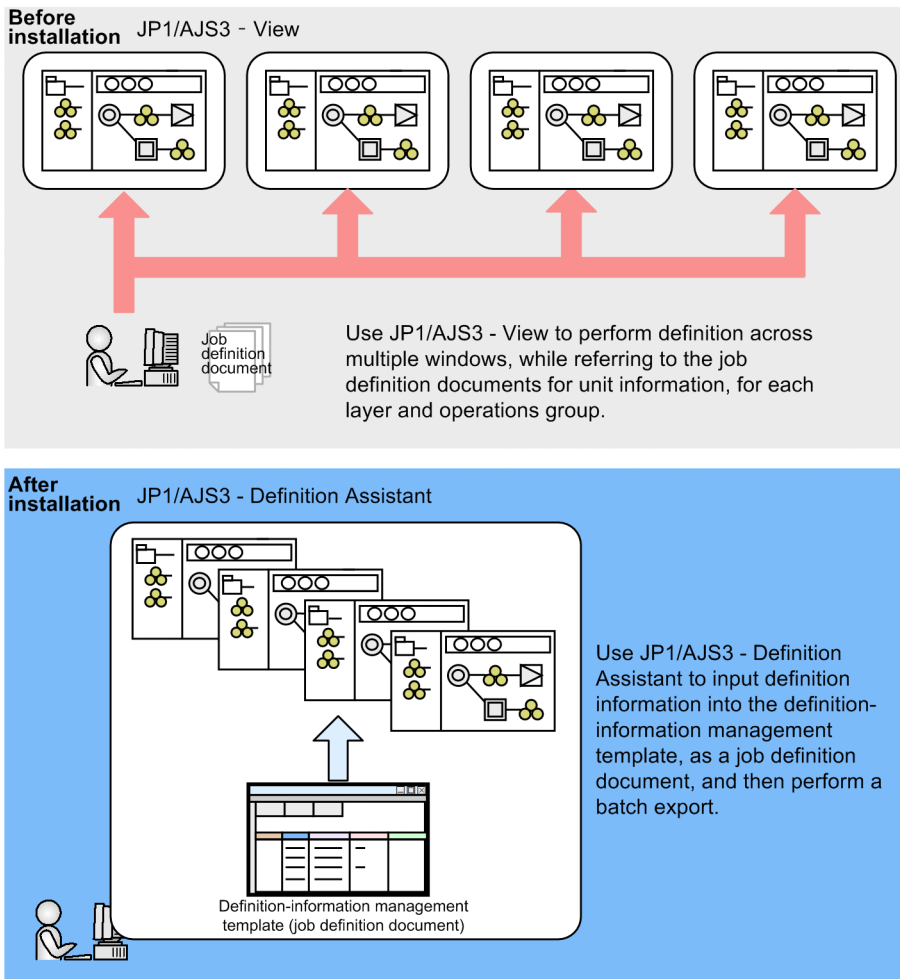 Before
installation
JP1/AJS3 - View
Job
definition
document
Use JP1/AJS3 - View to perform definition across
multiple windows, while referring to the job
definition documents for unit information, for each
layer and operations group.
After
installation
JP1/AJS3 - Definition Assistant
Use JP1/AJS3 - Definition
Assistant to input definition
information into the definition-
information management
template, as a job definition
document, and then perform a
batch export.
Definition-information management
template (job definition document)